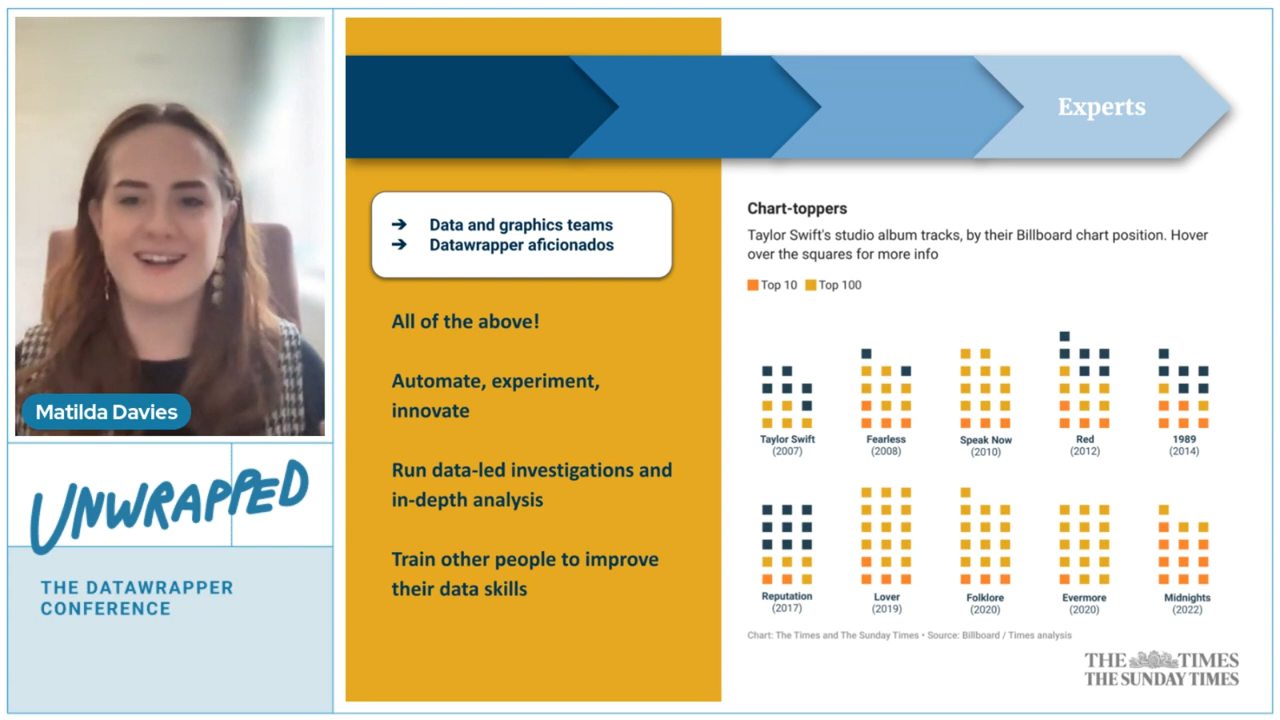 Matilda Davies
UNWRAPPED
THE DATAWRAPPER
CONFERENCE
Experts
➔ Data and graphics teams
➔ Datawrapper aficionados
All of the above!
Automate, experiment,
innovate
Run data-led investigations and
in-depth analysis
Train other people to improve
their data skills
Chart-toppers
Taylor Swift's studio album tracks, by their Billboard chart position. Hover
over the squares for more info
Top 10 Top 100
Taylor Swift Fearless Speak Now Red 1989
(2007) (2008) (2010) (2012) (2014)
Reputation Lover Folklore Evermore Midnights
(2017) (2019) (2020) (2020) (2022)
Chart: The Times and The Sunday Times • Source: Billboard / Times analysis
THE TIMES
THE SUNDAY TIMES